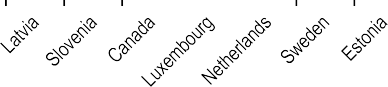 Latvia
Slovenia
Canada
Luxembourg
Netherlands
Sweden
Estonia